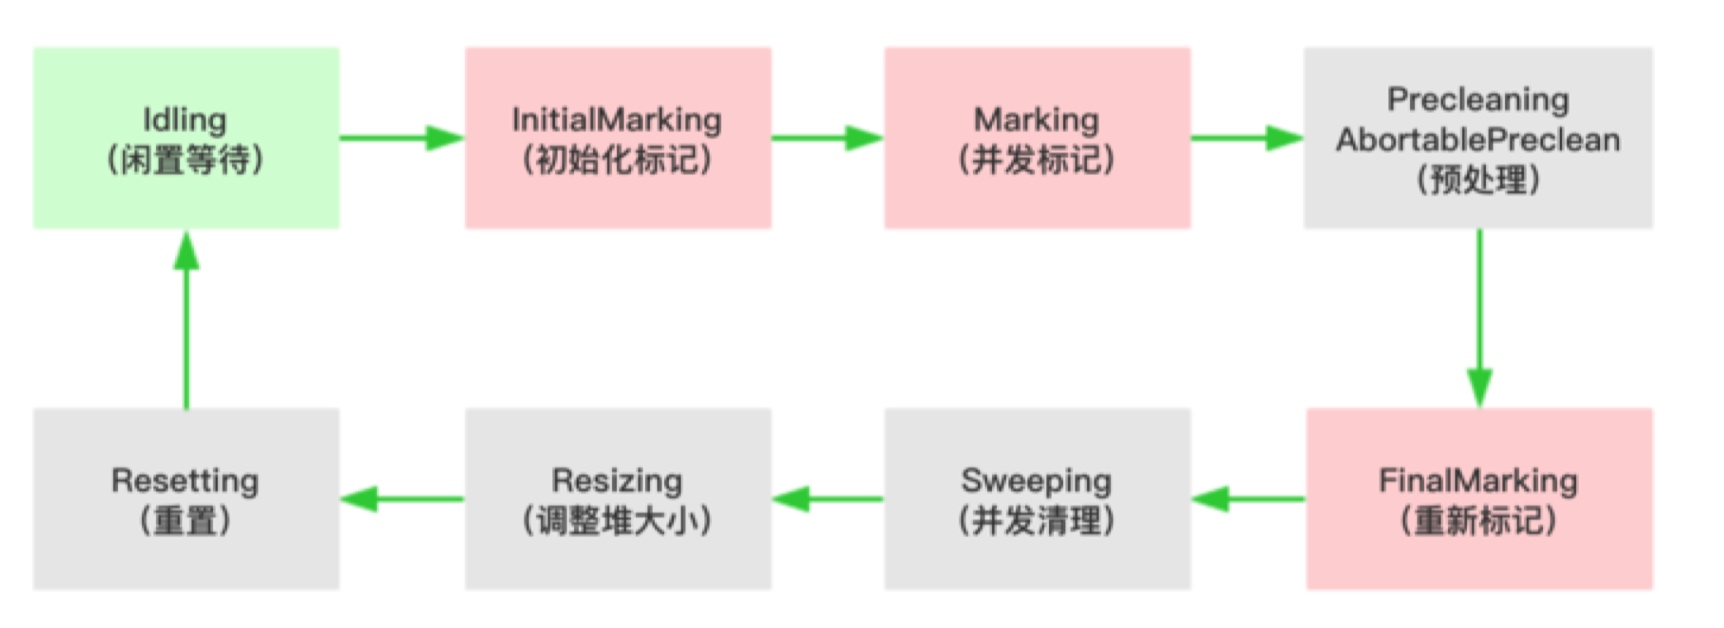 Idling
（闲置等待）
InitialMarking
（初始化标记）
Marking
（并发标记）
Precleaning
AbortablePreclean
（预处理）
Resetting
（重置）
Resizing
（调整堆大小）
Sweeping
（并发清理）
FinalMarking
（重新标记）